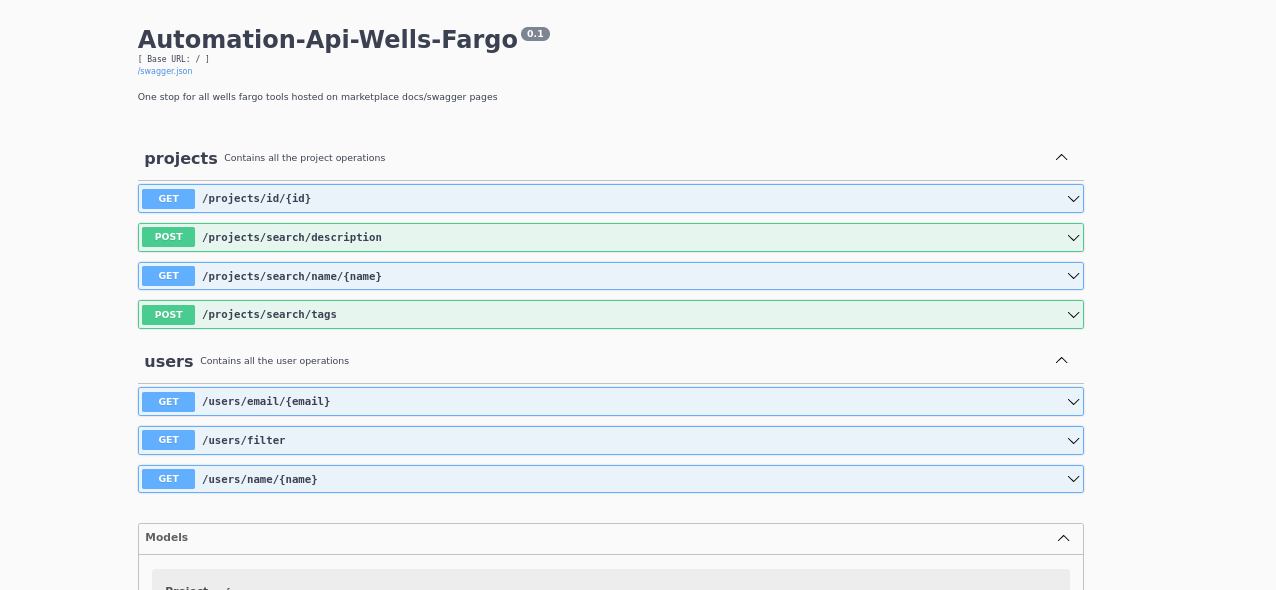 Automation-Api-Wells-Fargo 0.1
[ Base URL: / ]
/swagger.json
One stop for all wells fargo tools hosted on marketplace docs/swagger pages
projects Contains all the project operations
GET /projects/id/{id}
POST /projects/search/description
GET /projects/search/name/{name}
POST /projects/search/tags
users Contains all the user operations
GET /users/email/{email}
GET /users/filter
GET /users/name/{name}
Models
Project